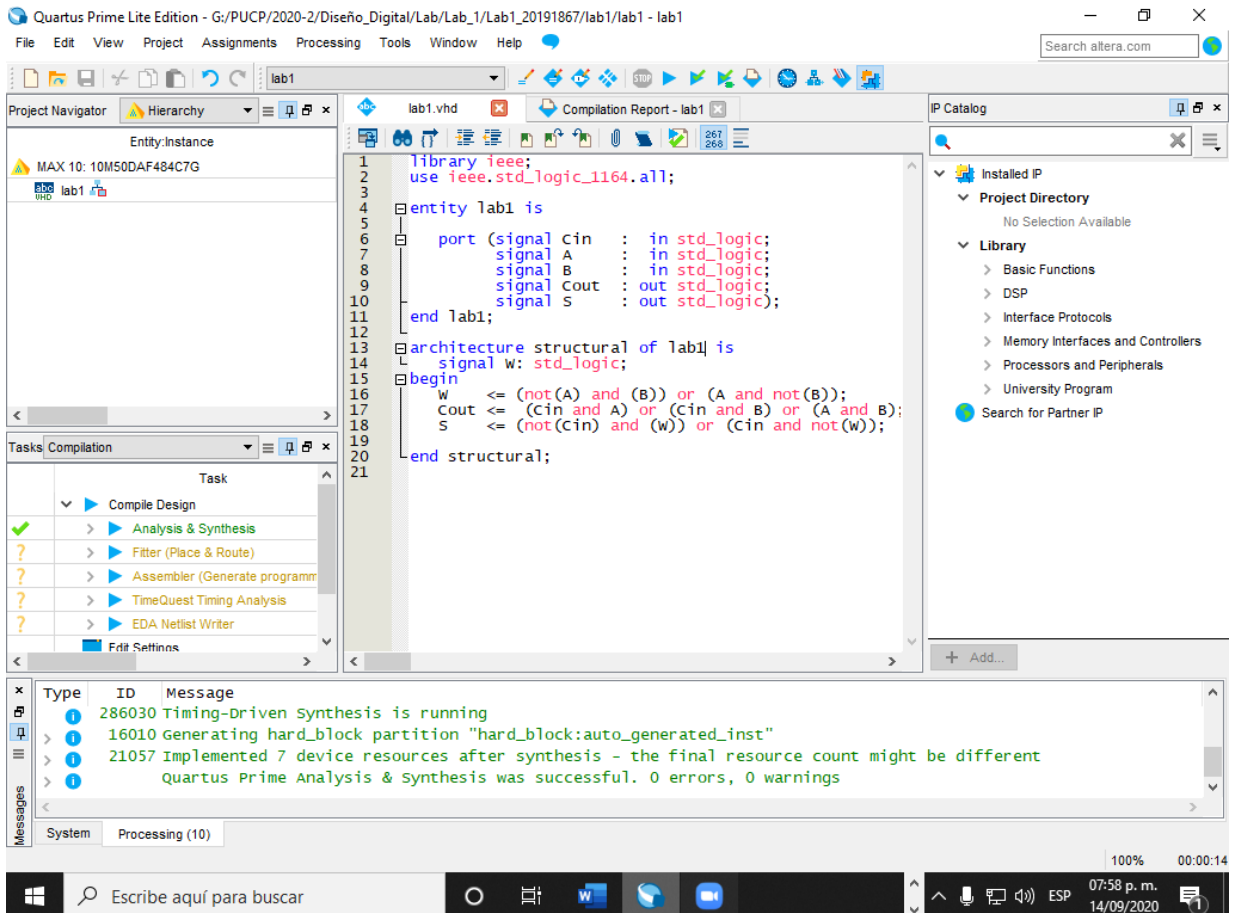 Quartus Prime Lite Edition - G:/PUCP/2020-2/Diseño_Digital/Lab/Lab_1/Lab1_20191867/lab1/lab1 - lab1
File Edit View Project Assignments Processing Tools Window Help
Search altera.com
lab1
STOP
Project Navigator Hierarchy
Entity:Instance
MAX 10: 10M50DAF484C7G
abc VHD lab1
Tasks Compilation
Task
Compile Design
Analysis & Synthesis
Fitter (Place & Route)
Assembler (Generate programm
TimeQuest Timing Analysis
EDA Netlist Writer
Edit Settings
abc lab1.vhd Compilation Report - lab1
267 268
1 library ieee;
2 use ieee.std_logic_1164.all;
3
4 entity lab1 is
5
6 port (signal Cin : in std_logic;
7 signal A : in std_logic;
8 signal B : in std_logic;
9 signal Cout : out std_logic;
10 signal S : out std_logic);
11 end lab1;
12
13 architecture structural of lab1 is
14 signal W: std_logic;
15 begin
16 W <= (not(A) and (B)) or (A and not(B));
17 Cout <= (Cin and A) or (Cin and B) or (A and B);
18 S <= (not(Cin) and (W)) or (Cin and not(W));
19
20 end structural;
21
IP Catalog
Installed IP
Project Directory
No Selection Available
Library
Basic Functions
DSP
Interface Protocols
Memory Interfaces and Controllers
Processors and Peripherals
University Program
Search for Partner IP
+ Add...
Type ID Message
286030 Timing-Driven Synthesis is running
16010 Generating hard_block partition "hard_block:auto_generated_inst"
21057 Implemented 7 device resources after synthesis - the final resource count might be different
Quartus Prime Analysis & Synthesis was successful. 0 errors, 0 warnings
Messages
System Processing (10)
100% 00:00:14
Escribe aquí para buscar
W
ESP
07:58 p. m.
14/09/2020
1